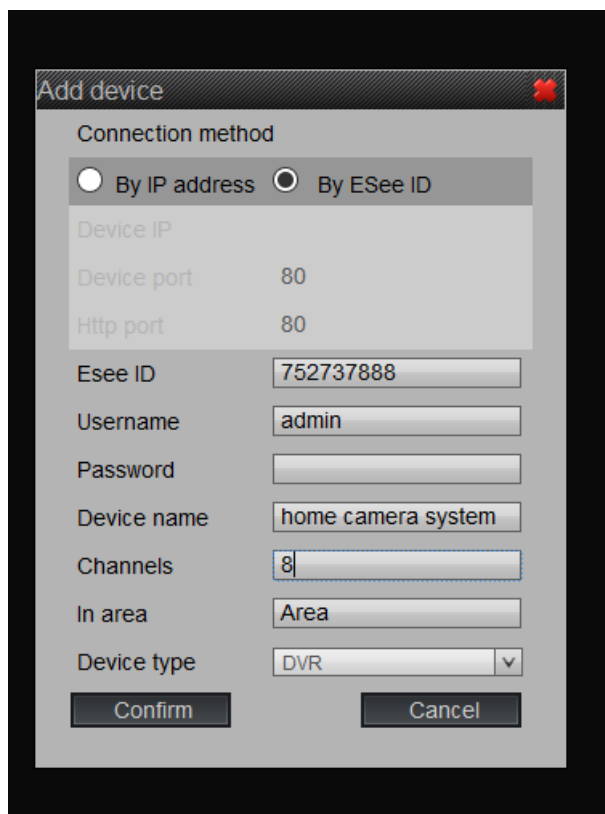 Add device
Connection method
By IP address By ESee ID
Device IP
Device port 80
Http port 80
Esee ID 752737888
Username admin
Password
Device name home camera system
Channels 8
In area Area
Device type DVR
Confirm Cancel